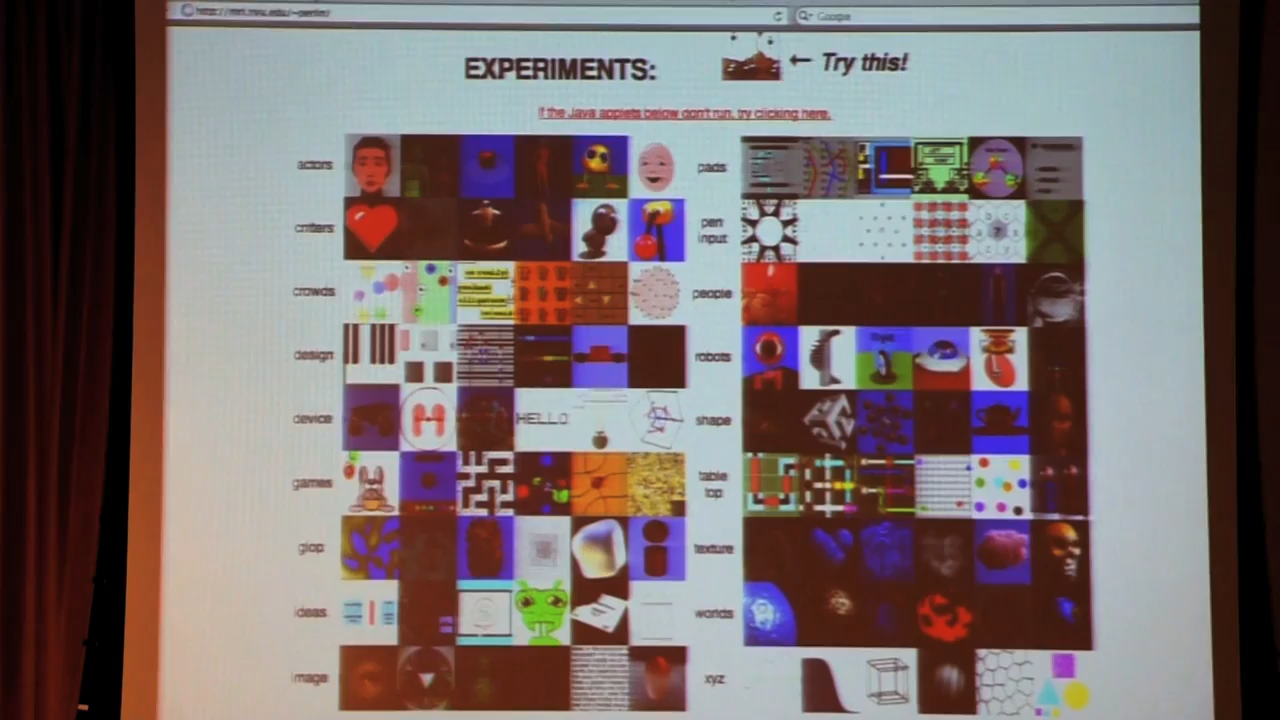 Google
EXPERIMENTS:
← Try this!
If the Java applets below don't run, try clicking here.
actors
critters
crowds
design
device
games
glop
ideas
image
pads
pen
input
people
robots
shape
table
top
texture
worlds
xyz
HELLO